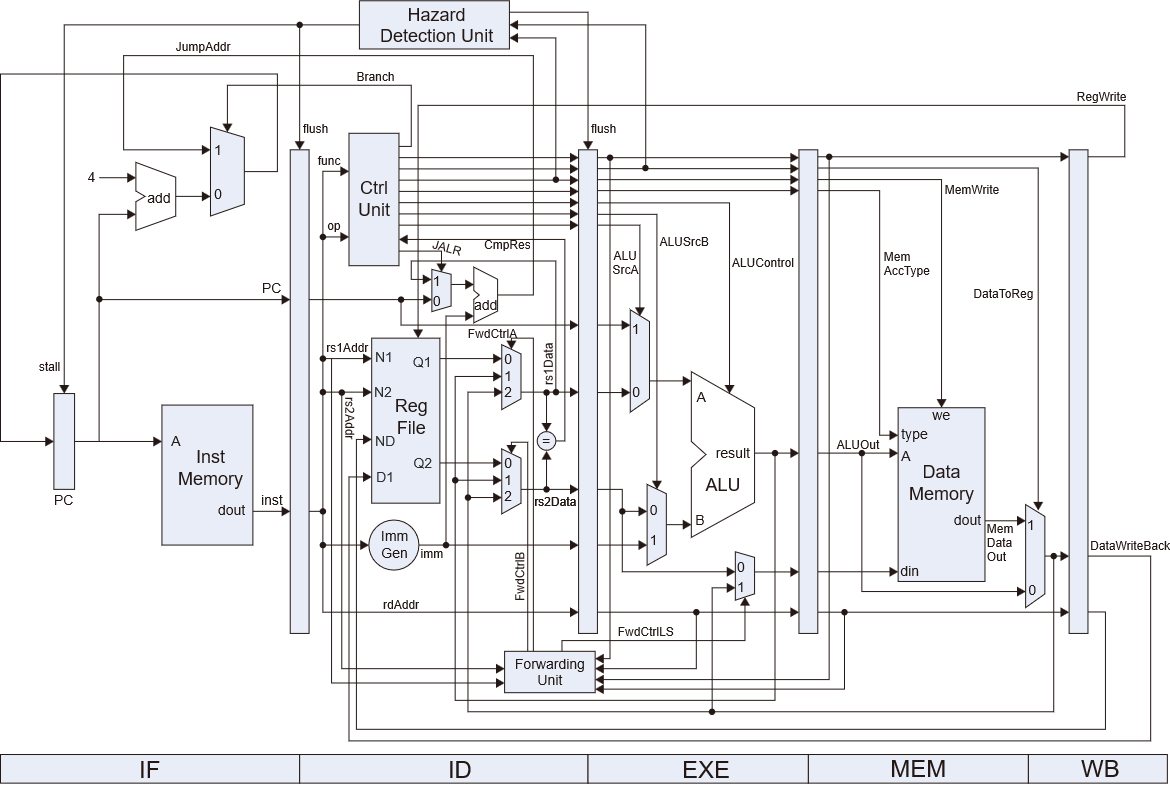 Hazard
Detection Unit
JumpAddr
Branch
RegWrite
flush
flush
1
func
4
add
0
Ctrl
Unit
MemWrite
op
JALR
CmpRes
ALU
SrcA
ALUSrcB
ALUControl
Mem
AccType
PC
1
0
add
DataToReg
FwdCtrlA
1
rs1Addr
N1
Q1
0
1
2
rs1Data
stall
N2
0
rs2Addr
Reg
File
A
we
type
A
Inst
Memory
ND
=
result
ALUOut
A
Q2
0
1
2
D1
ALU
Data
Memory
PC
inst
dout
rs2Data
0
1
B
dout
1
Mem
Data
Out
Imm
Gen
imm
FwdCtrlB
DataWriteBack
0
1
din
0
rdAddr
FwdCtrlLS
Forwarding
Unit
IF
ID
EXE
MEM
WB